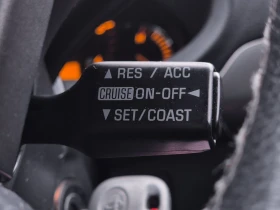 ▲ RES / ACC
CRUISE ON-OFF ◄
▼ SET/COAST